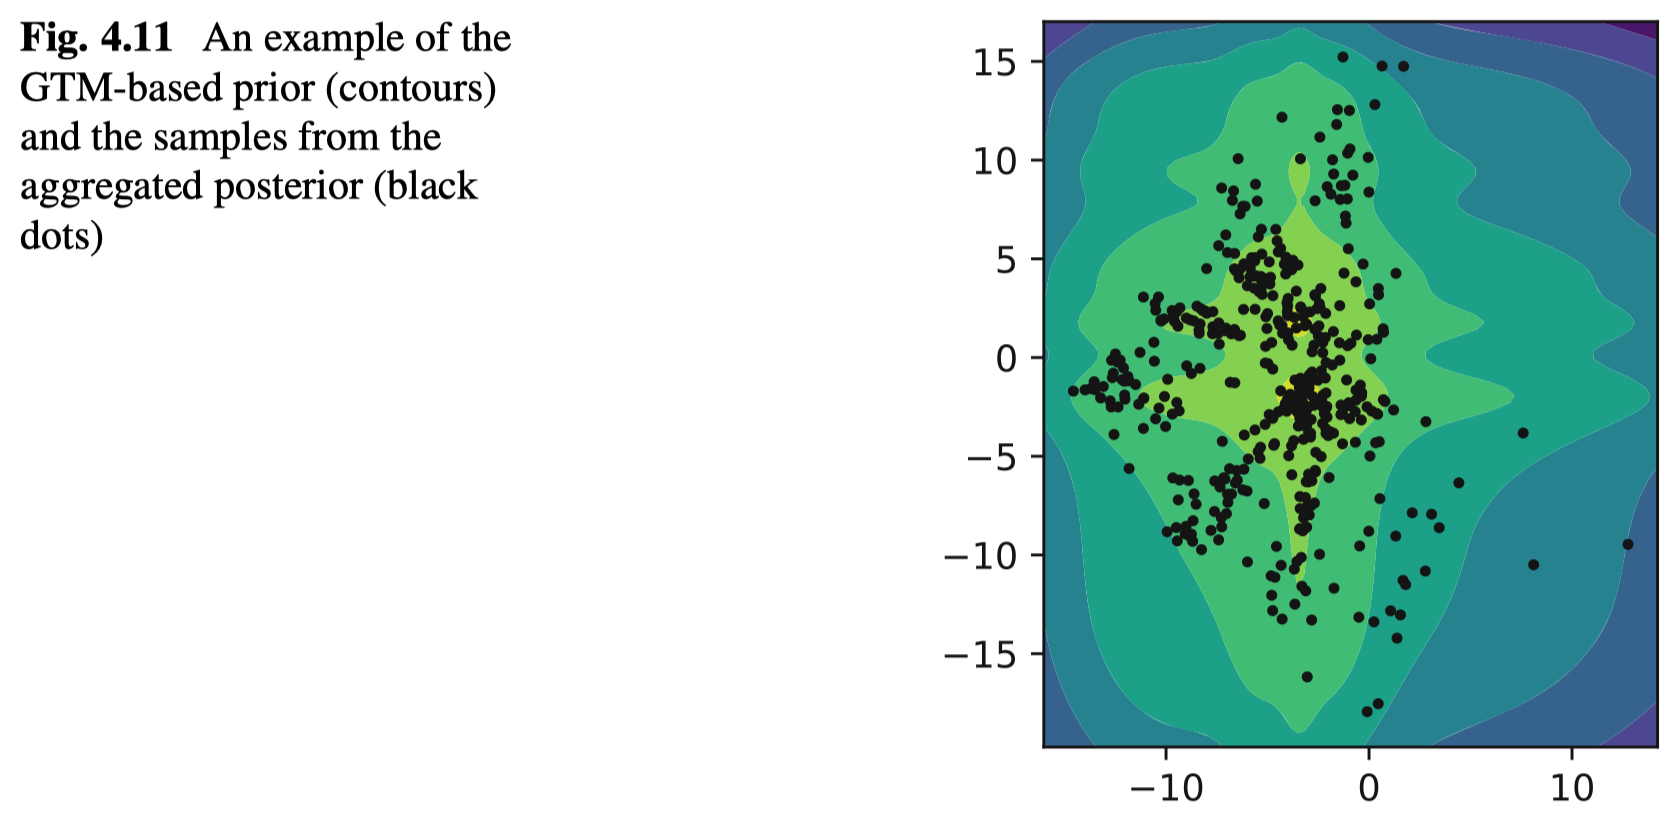 Fig. 4.11 An example of the
GTM-based prior (contours)
and the samples from the
aggregated posterior (black
dots)
15
10
5
0
−5
−10
−15
−10 0 10